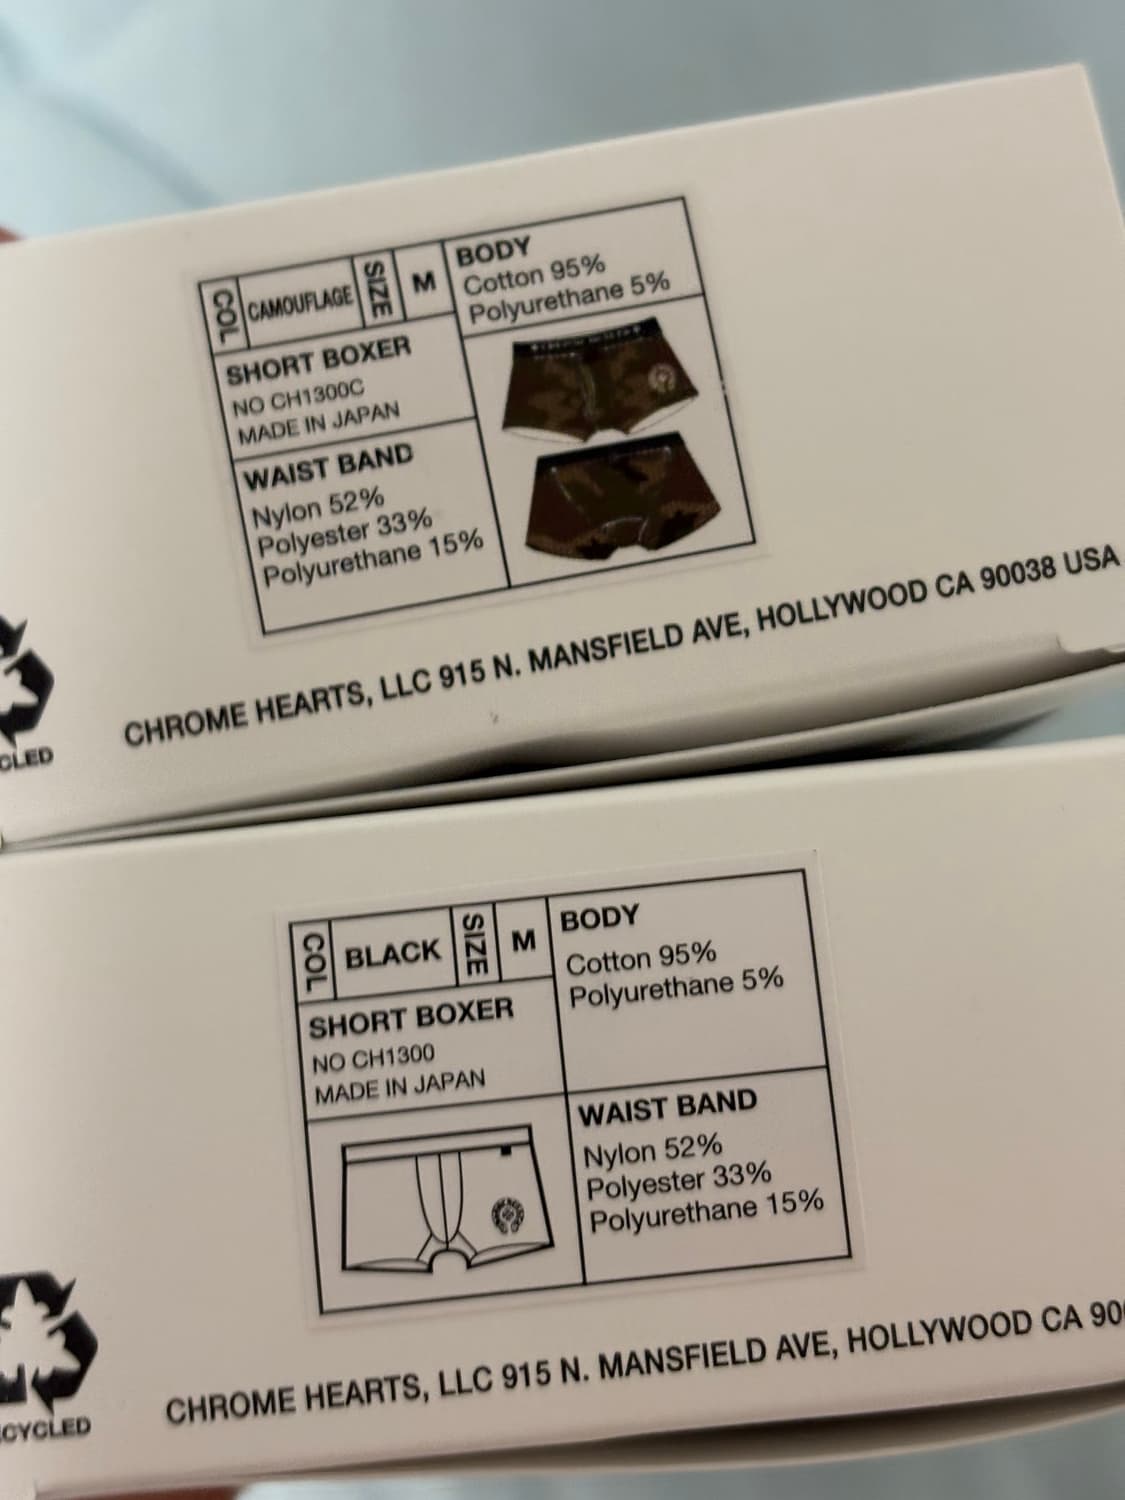 COL CAMOUFLAGE SIZE M
BODY
Cotton 95%
Polyurethane 5%
SHORT BOXER
NO CH1300C
MADE IN JAPAN
WAIST BAND
Nylon 52%
Polyester 33%
Polyurethane 15%
CLED
CHROME HEARTS, LLC 915 N. MANSFIELD AVE, HOLLYWOOD CA 90038 USA
COL BLACK SIZE M
BODY
Cotton 95%
Polyurethane 5%
SHORT BOXER
NO CH1300
MADE IN JAPAN
WAIST BAND
Nylon 52%
Polyester 33%
Polyurethane 15%
CYCLED
CHROME HEARTS, LLC 915 N. MANSFIELD AVE, HOLLYWOOD CA 90